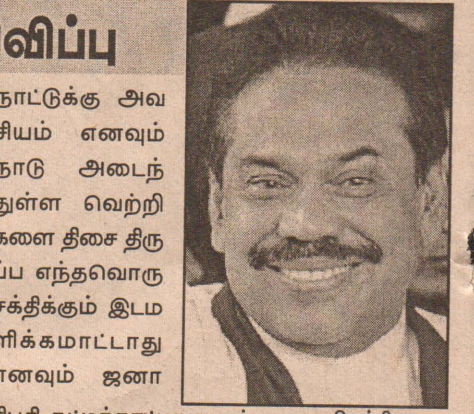 விப்பு
நாட்டுக்கு அவ
சியம் எனவும்
நாடு அடைந்
துள்ள வெற்றி
களை திசை திரு
ப்ப எந்தவொரு
சக்திக்கும் இடம
ளிக்கமாட்டாது
எனவும் ஜனா